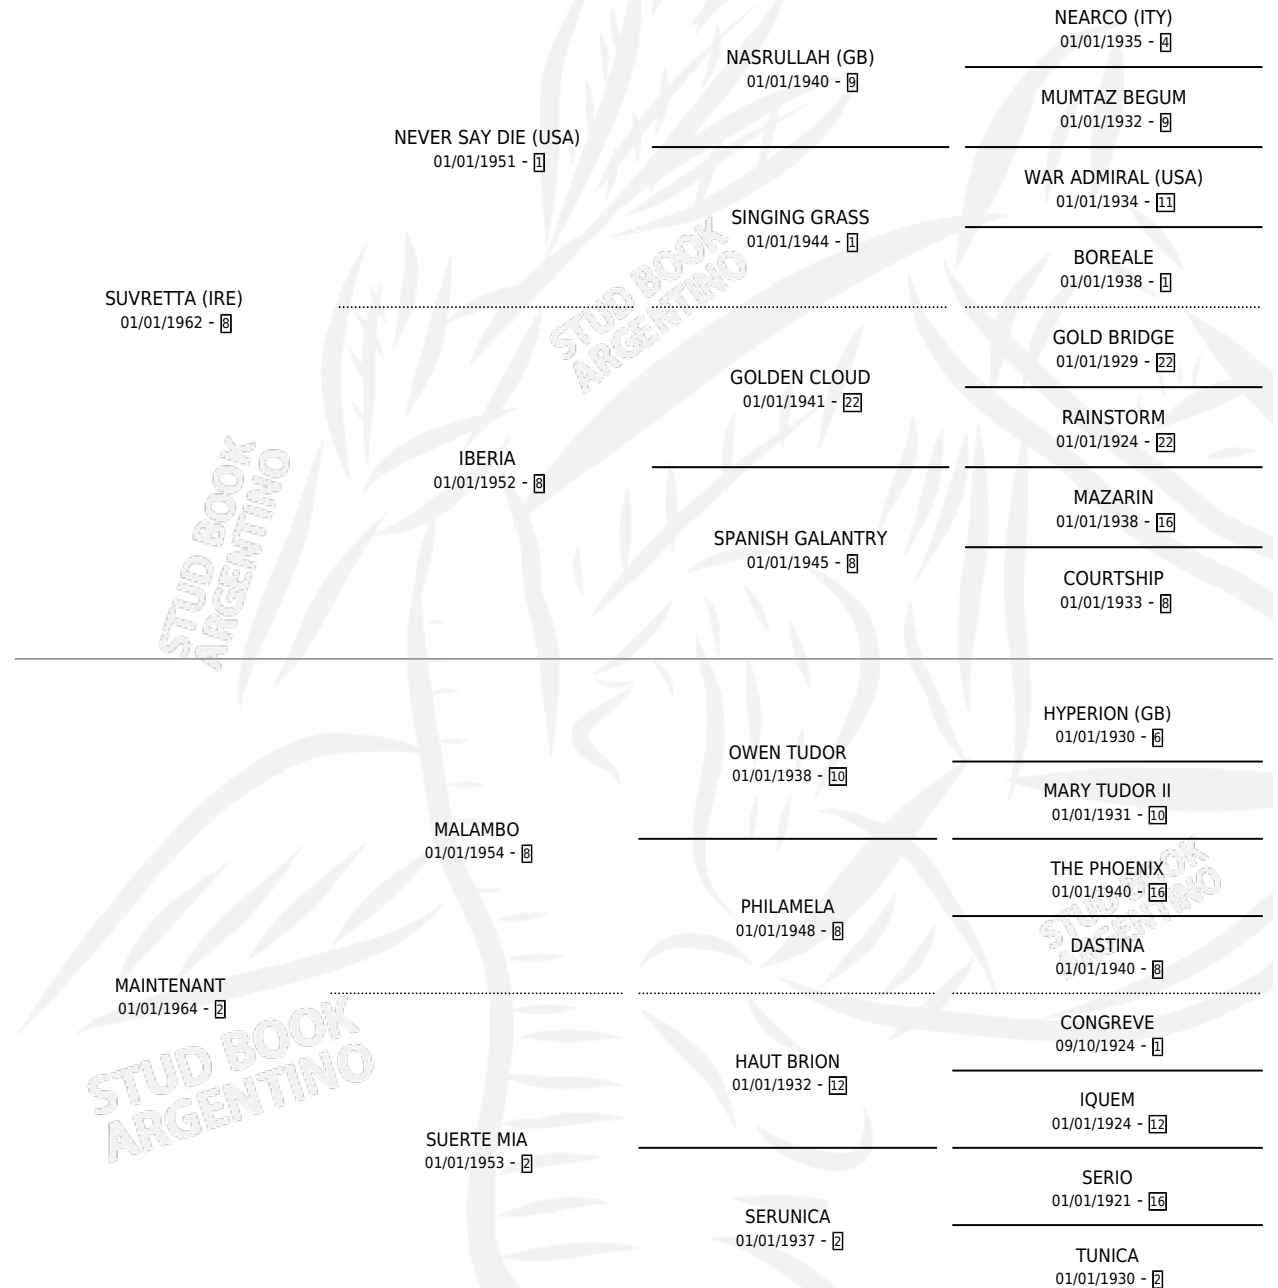 NEARCO (ITY)
01/01/1935 - 4
NASRULLAH (GB)
01/01/1940 - 9
MUMTAZ BEGUM
01/01/1932 - 9
NEVER SAY DIE (USA)
01/01/1951 - 1
WAR ADMIRAL (USA)
01/01/1934 - 11
SINGING GRASS
01/01/1944 - 1
BOREALE
01/01/1938 - 1
SUVRETTA (IRE)
01/01/1962 - 8
GOLD BRIDGE
01/01/1929 - 22
GOLDEN CLOUD
01/01/1941 - 22
RAINSTORM
01/01/1924 - 22
IBERIA
01/01/1952 - 8
MAZARIN
01/01/1938 - 16
SPANISH GALANTRY
01/01/1945 - 8
COURTSHIP
01/01/1933 - 8
HYPERION (GB)
01/01/1930 - 6
OWEN TUDOR
01/01/1938 - 10
MARY TUDOR II
01/01/1931 - 10
MALAMBO
01/01/1954 - 8
THE PHOENIX
01/01/1940 - 16
PHILAMELA
01/01/1948 - 8
DASTINA
01/01/1940 - 8
MAINTENANT
01/01/1964 - 2
CONGREVE
09/10/1924 - 1
HAUT BRION
01/01/1932 - 12
IQUEM
01/01/1924 - 12
SUERTE MIA
01/01/1953 - 2
SERIO
01/01/1921 - 16
SERUNICA
01/01/1937 - 2
TUNICA
01/01/1930 - 2
STUD BOOK
ARGENTINO
STUD BOOK
ARGENTINO
STUD BOOK
ARGENTINO
STUD BOOK
ARGENTINO